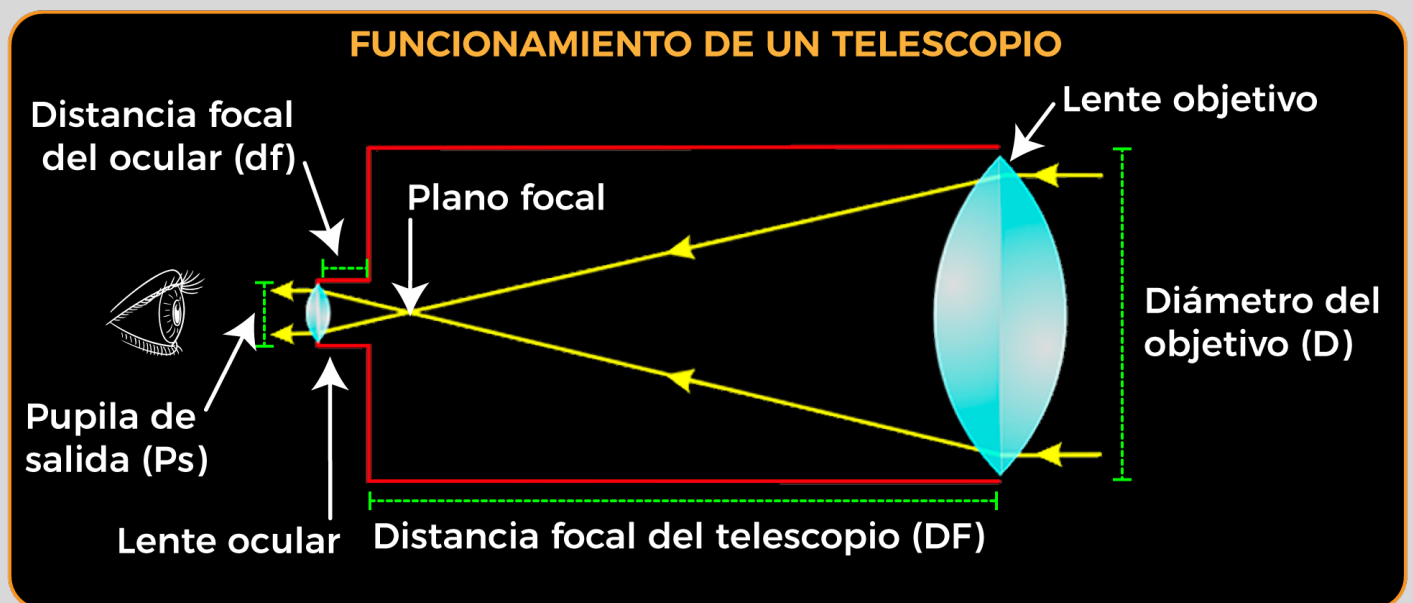 FUNCIONAMIENTO DE UN TELESCOPIO
Distancia focal
del ocular (df)
Plano focal
Lente objetivo
Diámetro del
objetivo (D)
Pupila de
salida (Ps)
Lente ocular
Distancia focal del telescopio (DF)